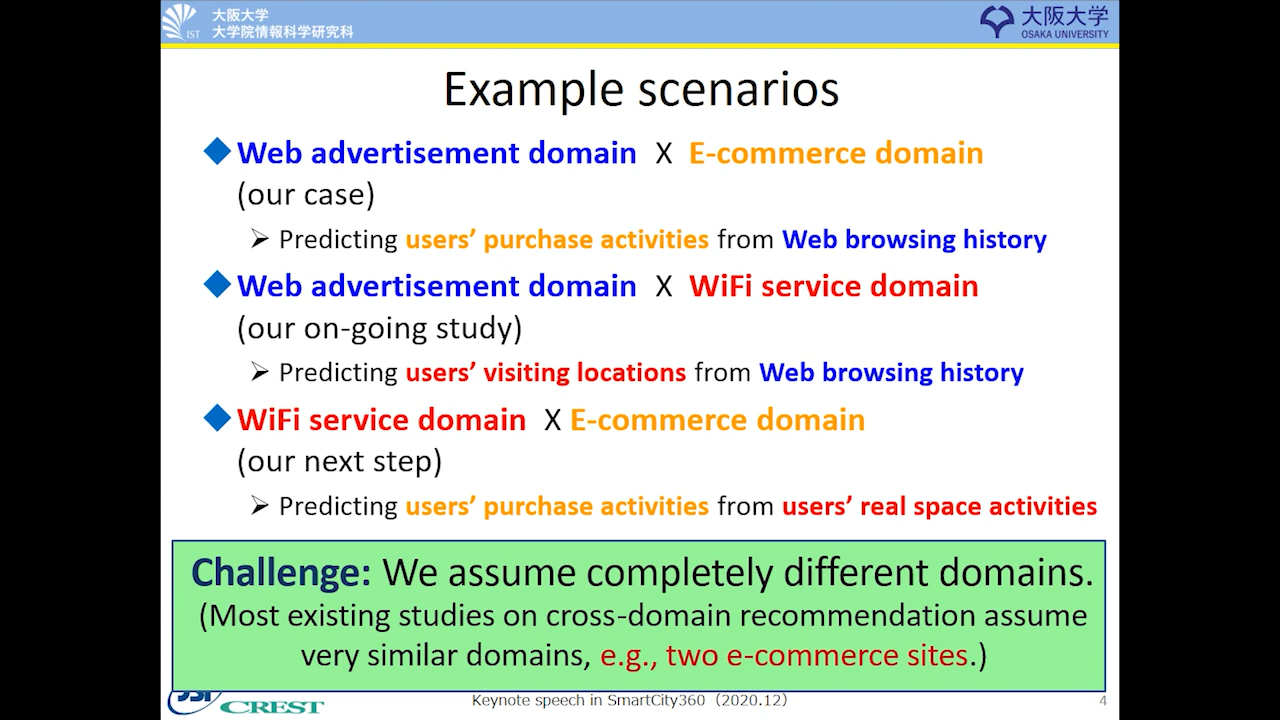 IST
大阪大学
大学院情報科学研究科
大阪大学
OSAKA UNIVERSITY
Example scenarios
Web advertisement domain X E-commerce domain
(our case)
Predicting users’ purchase activities from Web browsing history
Web advertisement domain X WiFi service domain
(our on-going study)
Predicting users’ visiting locations from Web browsing history
WiFi service domain X E-commerce domain
(our next step)
Predicting users’ purchase activities from users’ real space activities
Challenge: We assume completely different domains.
(Most existing studies on cross-domain recommendation assume
very similar domains, e.g., two e-commerce sites.)
CREST
Keynote speech in SmartCity360（2020.12）
4